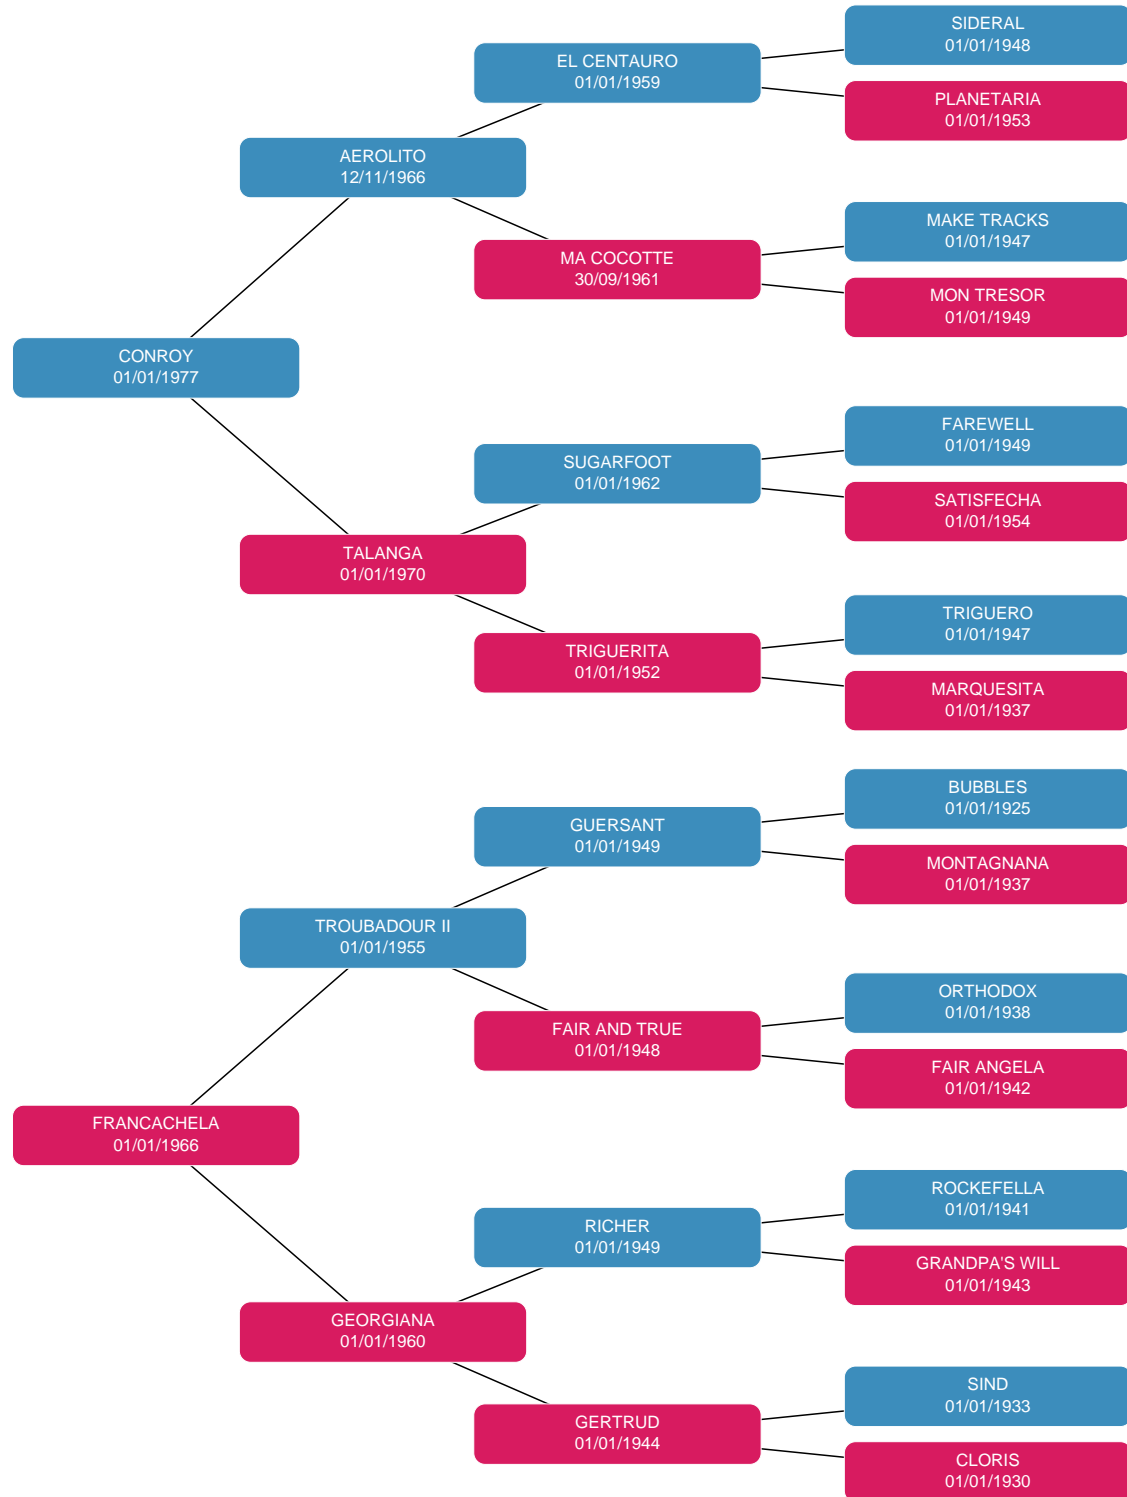 SIDERAL
01/01/1948
EL CENTAURO
01/01/1959
PLANETARIA
01/01/1953
AEROLITO
12/11/1966
MAKE TRACKS
01/01/1947
MA COCOTTE
30/09/1961
MON TRESOR
01/01/1949
CONROY
01/01/1977
FAREWELL
01/01/1949
SUGARFOOT
01/01/1962
SATISFECHA
01/01/1954
TALANGA
01/01/1970
TRIGUERO
01/01/1947
TRIGUERITA
01/01/1952
MARQUESITA
01/01/1937
BUBBLES
01/01/1925
GUERSANT
01/01/1949
MONTAGNANA
01/01/1937
TROUBADOUR II
01/01/1955
ORTHODOX
01/01/1938
FAIR AND TRUE
01/01/1948
FAIR ANGELA
01/01/1942
FRANCACHELA
01/01/1966
ROCKEFELLA
01/01/1941
RICHER
01/01/1949
GRANDPA'S WILL
01/01/1943
GEORGIANA
01/01/1960
SIND
01/01/1933
GERTRUD
01/01/1944
CLORIS
01/01/1930